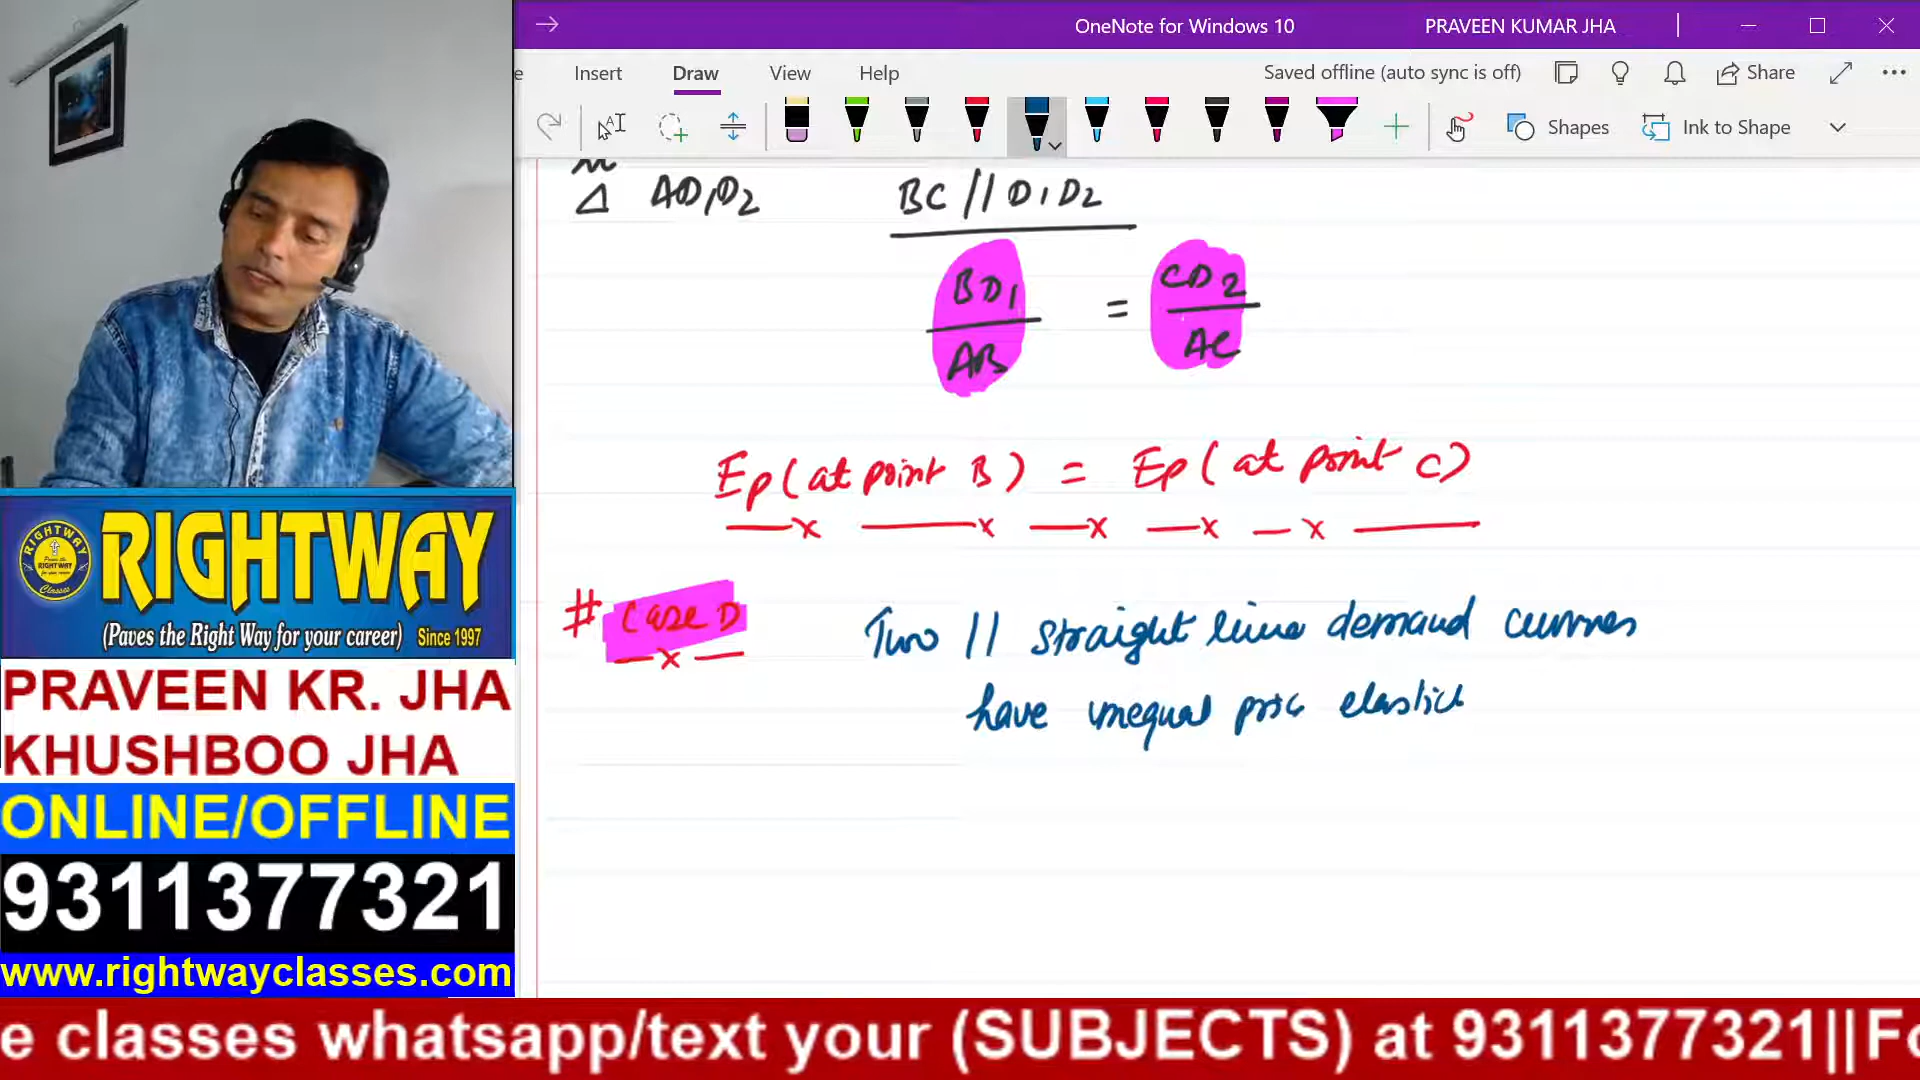 OneNote for Windows 10
PRAVEEN KUMAR JHA
Insert Draw View Help
Saved offline (auto sync is off)
Share
Shapes
Ink to Shape
Δ AD1D2 BC // D1D2
BD1 / AB = CD2 / AC
Ep (at point B) = Ep (at point C)
# Case D
Two // straight line demand curves
have unequal price elastic
RIGHTWAY
(Paves the Right Way for your career) Since 1997
RIGHTWAY
Classes
PRAVEEN KR. JHA
KHUSHBOO JHA
ONLINE/OFFLINE
9311377321
www.rightwayclasses.com
e classes whatsapp/text your (SUBJECTS) at 9311377321||Fo